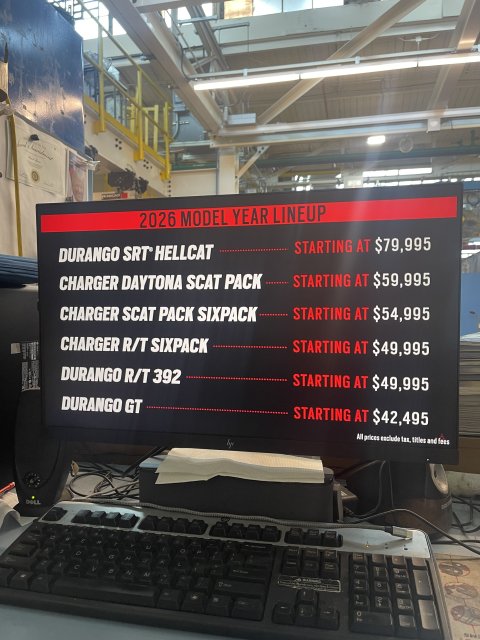 2026 MODEL YEAR LINEUP
DURANGO SRT® HELLCAT STARTING AT $79,995
CHARGER DAYTONA SCAT PACK STARTING AT $59,995
CHARGER SCAT PACK SIXPACK STARTING AT $54,995
CHARGER R/T SIXPACK STARTING AT $49,995
DURANGO R/T 392 STARTING AT $49,995
DURANGO GT STARTING AT $42,495
All prices exclude tax, titles and fees
hp
DELL